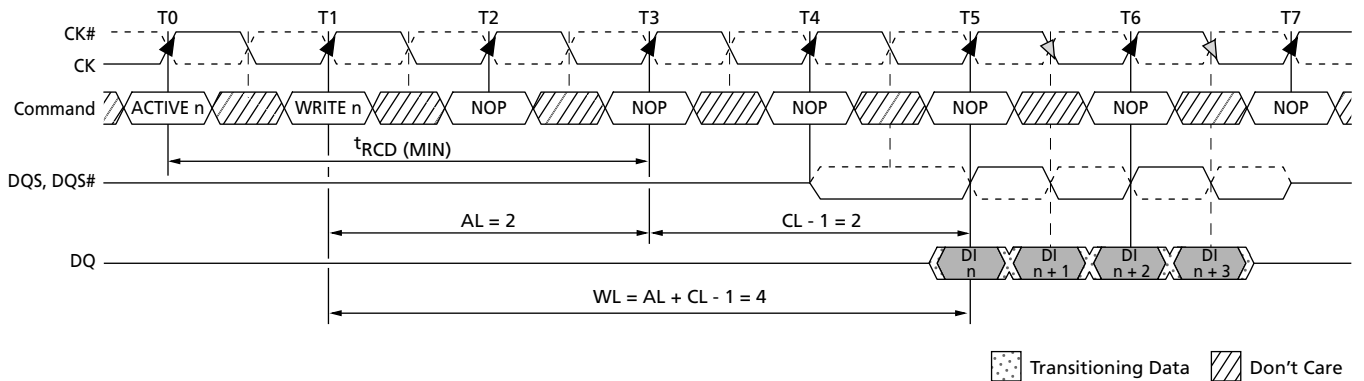 T0 T1 T2 T3 T4 T5 T6 T7
CK#
CK
Command ACTIVE n WRITE n NOP NOP NOP NOP NOP NOP
tRCD (MIN)
DQS, DQS#
AL = 2 CL - 1 = 2
DQ DI n DI n + 1 DI n + 2 DI n + 3
WL = AL + CL - 1 = 4
Transitioning Data Don't Care